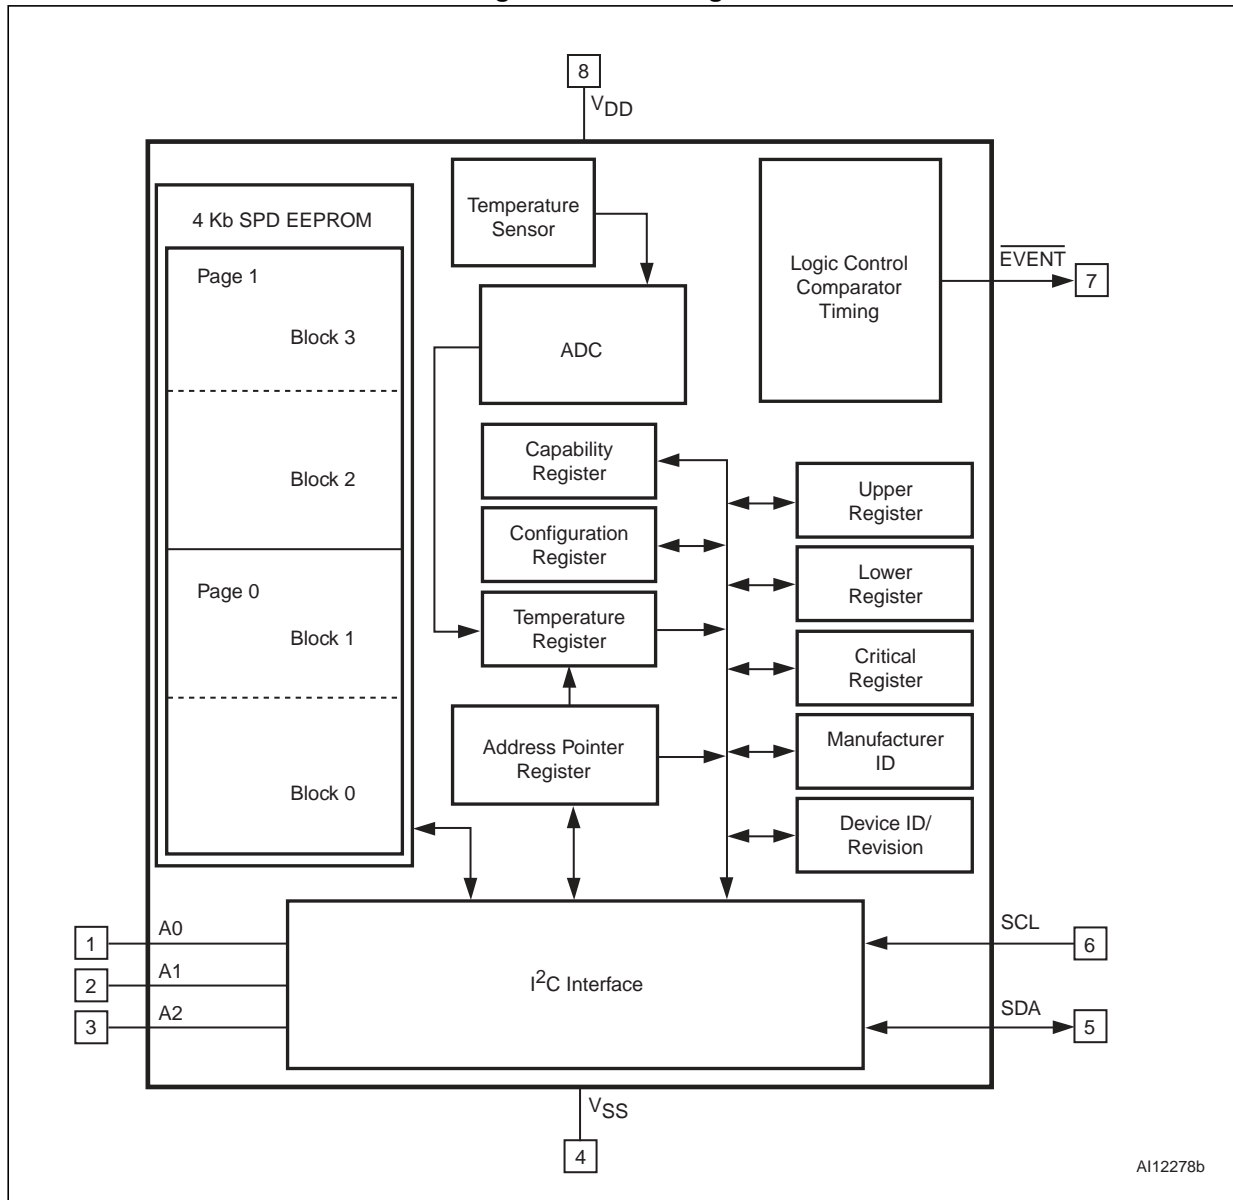 8
VDD
4 Kb SPD EEPROM
Page 1
Block 3
Block 2
Page 0
Block 1
Block 0
Temperature
Sensor
ADC
Logic Control
Comparator
Timing
EVENT
7
Capability
Register
Configuration
Register
Temperature
Register
Address Pointer
Register
Upper
Register
Lower
Register
Critical
Register
Manufacturer
ID
Device ID/
Revision
1
A0
2
A1
3
A2
I2C Interface
SCL
6
SDA
5
VSS
4
AI12278b